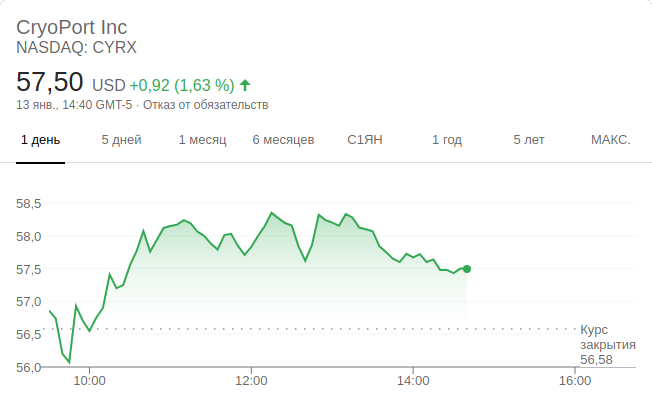 CryoPort Inc
NASDAQ: CYRX
57,50 USD +0,92 (1,63 %)
13 янв., 14:40 GMT-5 · Отказ от обязательств
1 день 5 дней 1 месяц 6 месяцев С1ЯН 1 год 5 лет МАКС.
58,5
58,0
57,5
57,0
56,5
56,0
Курс
закрытия
56,58
10:00 12:00 14:00 16:00